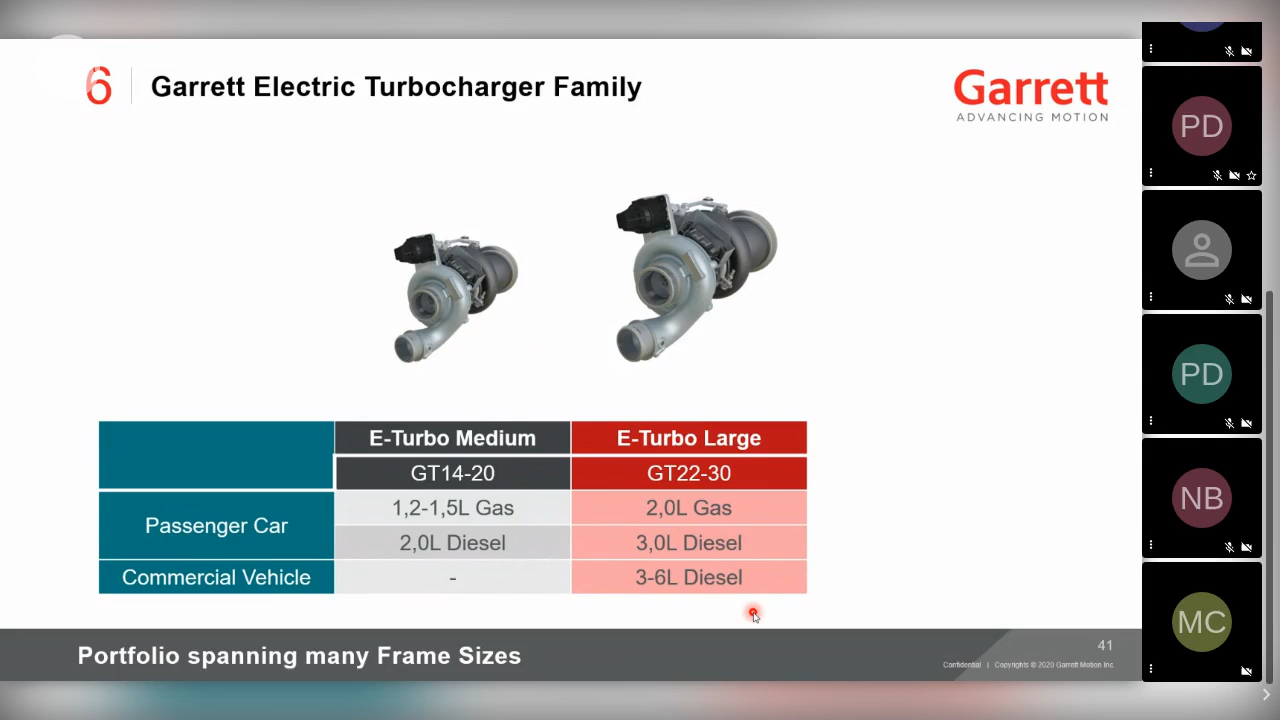 6
Garrett Electric Turbocharger Family
Garrett
ADVANCING MOTION
E-Turbo Medium
E-Turbo Large
GT14-20
GT22-30
Passenger Car
1,2-1,5L Gas
2,0L Gas
2,0L Diesel
3,0L Diesel
Commercial Vehicle
-
3-6L Diesel
Portfolio spanning many Frame Sizes
41
Confidential | Copyrights © 2020 Garrett Motion Inc.
PD
PD
NB
MC